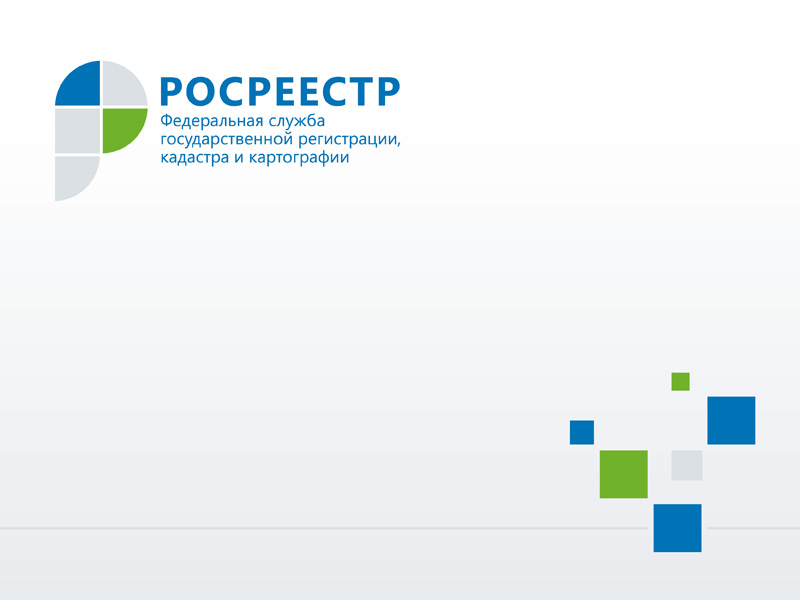 РОСРЕЕСТР
Федеральная служба
государственной регистрации,
кадастра и картографии